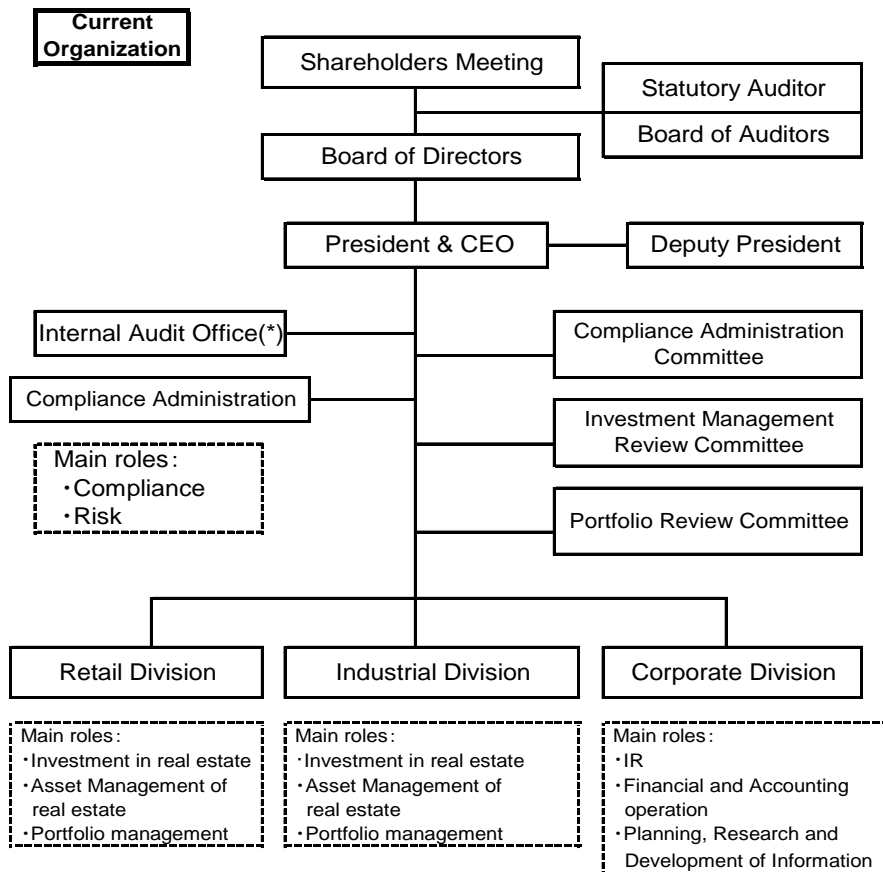 Current
Organization
Shareholders Meeting
Statutory Auditor
Board of Auditors
Board of Directors
President & CEO
Deputy President
Internal Audit Office(*)
Compliance Administration
Committee
Compliance Administration
Investment Management
Review Committee
Main roles:
・Compliance
・Risk
Portfolio Review Committee
Retail Division
Industrial Division
Corporate Division
Main roles:
・Investment in real estate
・Asset Management of
real estate
・Portfolio management
Main roles:
・Investment in real estate
・Asset Management of
real estate
・Portfolio management
Main roles:
・IR
・Financial and Accounting
operation
・Planning, Research and
Development of Information